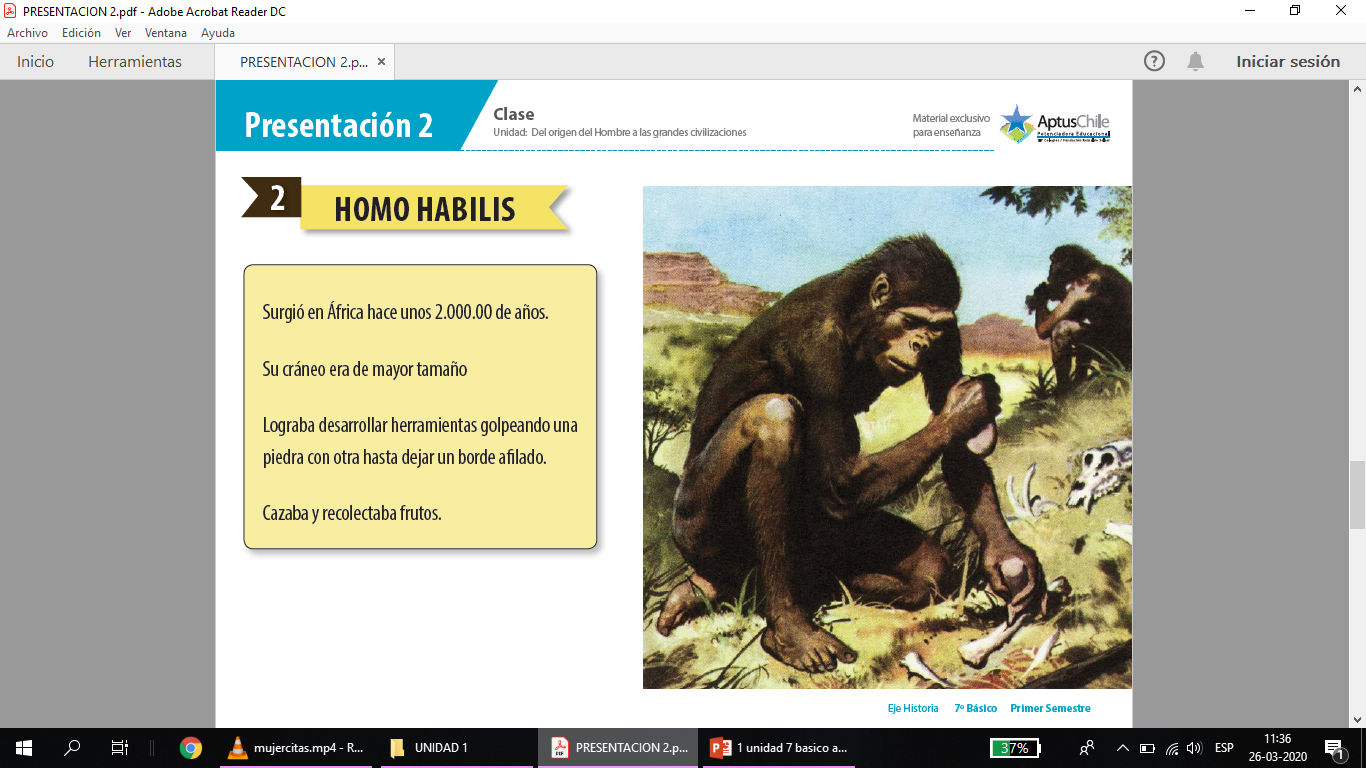 PRESENTACION 2.pdf - Adobe Acrobat Reader DC
Archivo Edición Ver Ventana Ayuda
Inicio Herramientas PRESENTACION 2.p... × ? Iniciar sesión
Presentación 2
Clase
Unidad: Del origen del Hombre a las grandes civilizaciones
Material exclusivo
para enseñanza
AptusChile
Potenciadora Educacional
2 HOMO HABILIS
Surgió en África hace unos 2.000.00 de años.
Su cráneo era de mayor tamaño
Lograba desarrollar herramientas golpeando una
piedra con otra hasta dejar un borde afilado.
Cazaba y recolectaba frutos.
Eje Historia 7º Básico Primer Semestre
mujercitas.mp4 - R... UNIDAD 1 PRESENTACION 2.p... 1 unidad 7 basico a... 37% ESP 11:36
26-03-2020 1